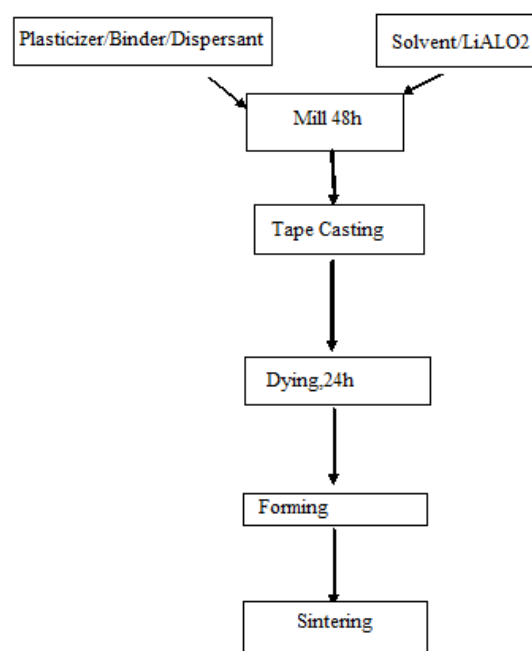 Plasticizer/Binder/Dispersant
Solvent/LiALO2
Mill 48h
Tape Casting
Dying,24h
Forming
Sintering